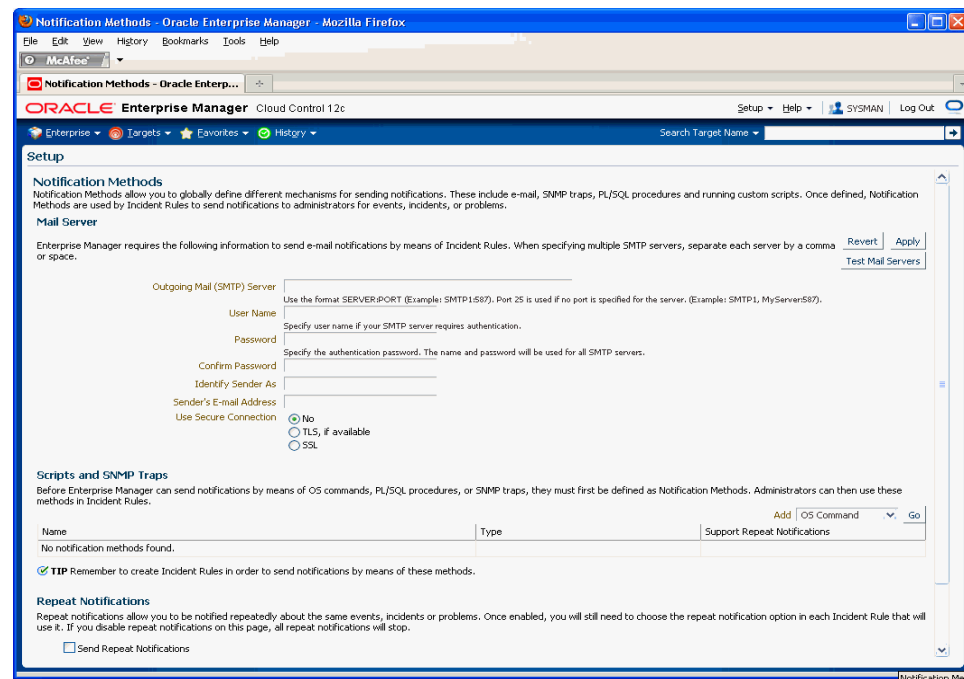 Notification Methods - Oracle Enterprise Manager - Mozilla Firefox
File Edit View History Bookmarks Tools Help
McAfee
Notification Methods - Oracle Enterp...
ORACLE Enterprise Manager Cloud Control 12c
Setup Help SYSMAN Log Out
Enterprise Targets Favorites History Search Target Name
Setup
Notification Methods
Notification Methods allow you to globally define different mechanisms for sending notifications. These include e-mail, SNMP traps, PL/SQL procedures and running custom scripts. Once defined, Notification
Methods are used by Incident Rules to send notifications to administrators for events, incidents, or problems.
Mail Server
Enterprise Manager requires the following information to send e-mail notifications by means of Incident Rules. When specifying multiple SMTP servers, separate each server by a comma
or space.
Revert Apply
Test Mail Servers
Outgoing Mail (SMTP) Server
Use the format SERVER:PORT (Example: SMTP1:587). Port 25 is used if no port is specified for the server. (Example: SMTP1, MyServer:587).
User Name
Specify user name if your SMTP server requires authentication.
Password
Specify the authentication password. The name and password will be used for all SMTP servers.
Confirm Password
Identify Sender As
Sender's E-mail Address
Use Secure Connection No
TLS, if available
SSL
Scripts and SNMP Traps
Before Enterprise Manager can send notifications by means of OS commands, PL/SQL procedures, or SNMP traps, they must first be defined as Notification Methods. Administrators can then use these
methods in Incident Rules.
Add OS Command Go
Name Type Support Repeat Notifications
No notification methods found.
TIP Remember to create Incident Rules in order to send notifications by means of these methods.
Repeat Notifications
Repeat notifications allow you to be notified repeatedly about the same events, incidents or problems. Once enabled, you will still need to choose the repeat notification option in each Incident Rule that will
use it. If you disable repeat notifications on this page, all repeat notifications will stop.
Send Repeat Notifications
Notification Me